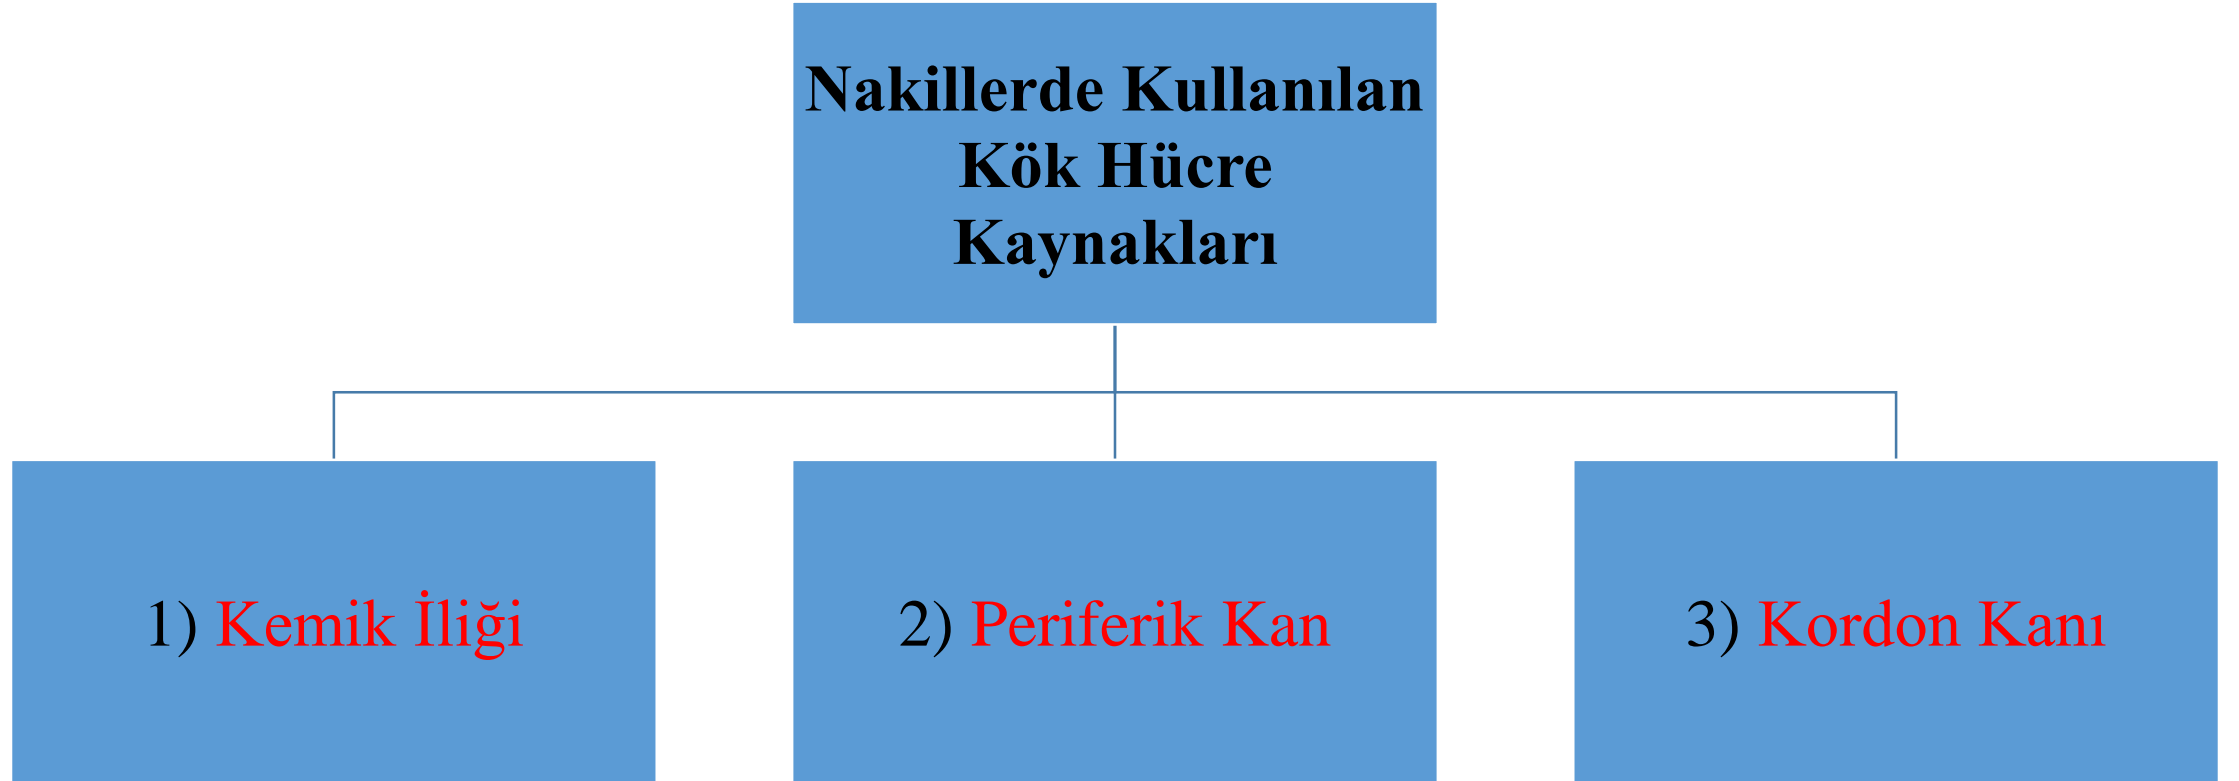 Nakillerde Kullanılan
Kök Hücre
Kaynakları
1) Kemik İliği
2) Periferik Kan
3) Kordon Kanı